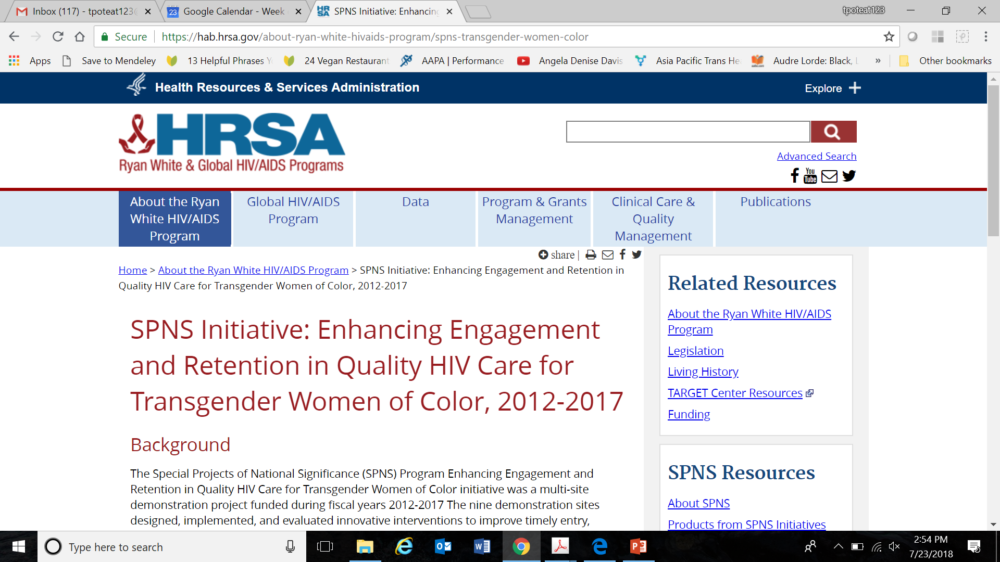 Inbox (117) - tpoteat123
Google Calendar - Week
SPNS Initiative: Enhancing
tpoteat123
Secure
https://hab.hrsa.gov/about-ryan-white-hivaids-program/spns-transgender-women-color
Apps
Save to Mendeley
13 Helpful Phrases
24 Vegan Restaurant
AAPA | Performance
Angela Denise Davis
Asia Pacific Trans He
Audre Lorde: Black,
»
Other bookmarks
Health Resources & Services Administration
Explore
HRSA
Ryan White & Global HIV/AIDS Programs
Advanced Search
You
Tube
About the Ryan
White HIV/AIDS
Program
Global HIV/AIDS
Program
Data
Program & Grants
Management
Clinical Care &
Quality
Management
Publications
share |
Home > About the Ryan White HIV/AIDS Program > SPNS Initiative: Enhancing Engagement and Retention in
Quality HIV Care for Transgender Women of Color, 2012-2017
SPNS Initiative: Enhancing Engagement
and Retention in Quality HIV Care for
Transgender Women of Color, 2012-2017
Background
The Special Projects of National Significance (SPNS) Program Enhancing Engagement and
Retention in Quality HIV Care for Transgender Women of Color initiative was a multi-site
demonstration project funded during fiscal years 2012-2017 The nine demonstration sites
designed, implemented, and evaluated innovative interventions to improve timely entry,
Related Resources
About the Ryan White HIV/AIDS
Program
Legislation
Living History
TARGET Center Resources
Funding
SPNS Resources
About SPNS
Products from SPNS Initiatives
Type here to search
2:54 PM
7/23/2018